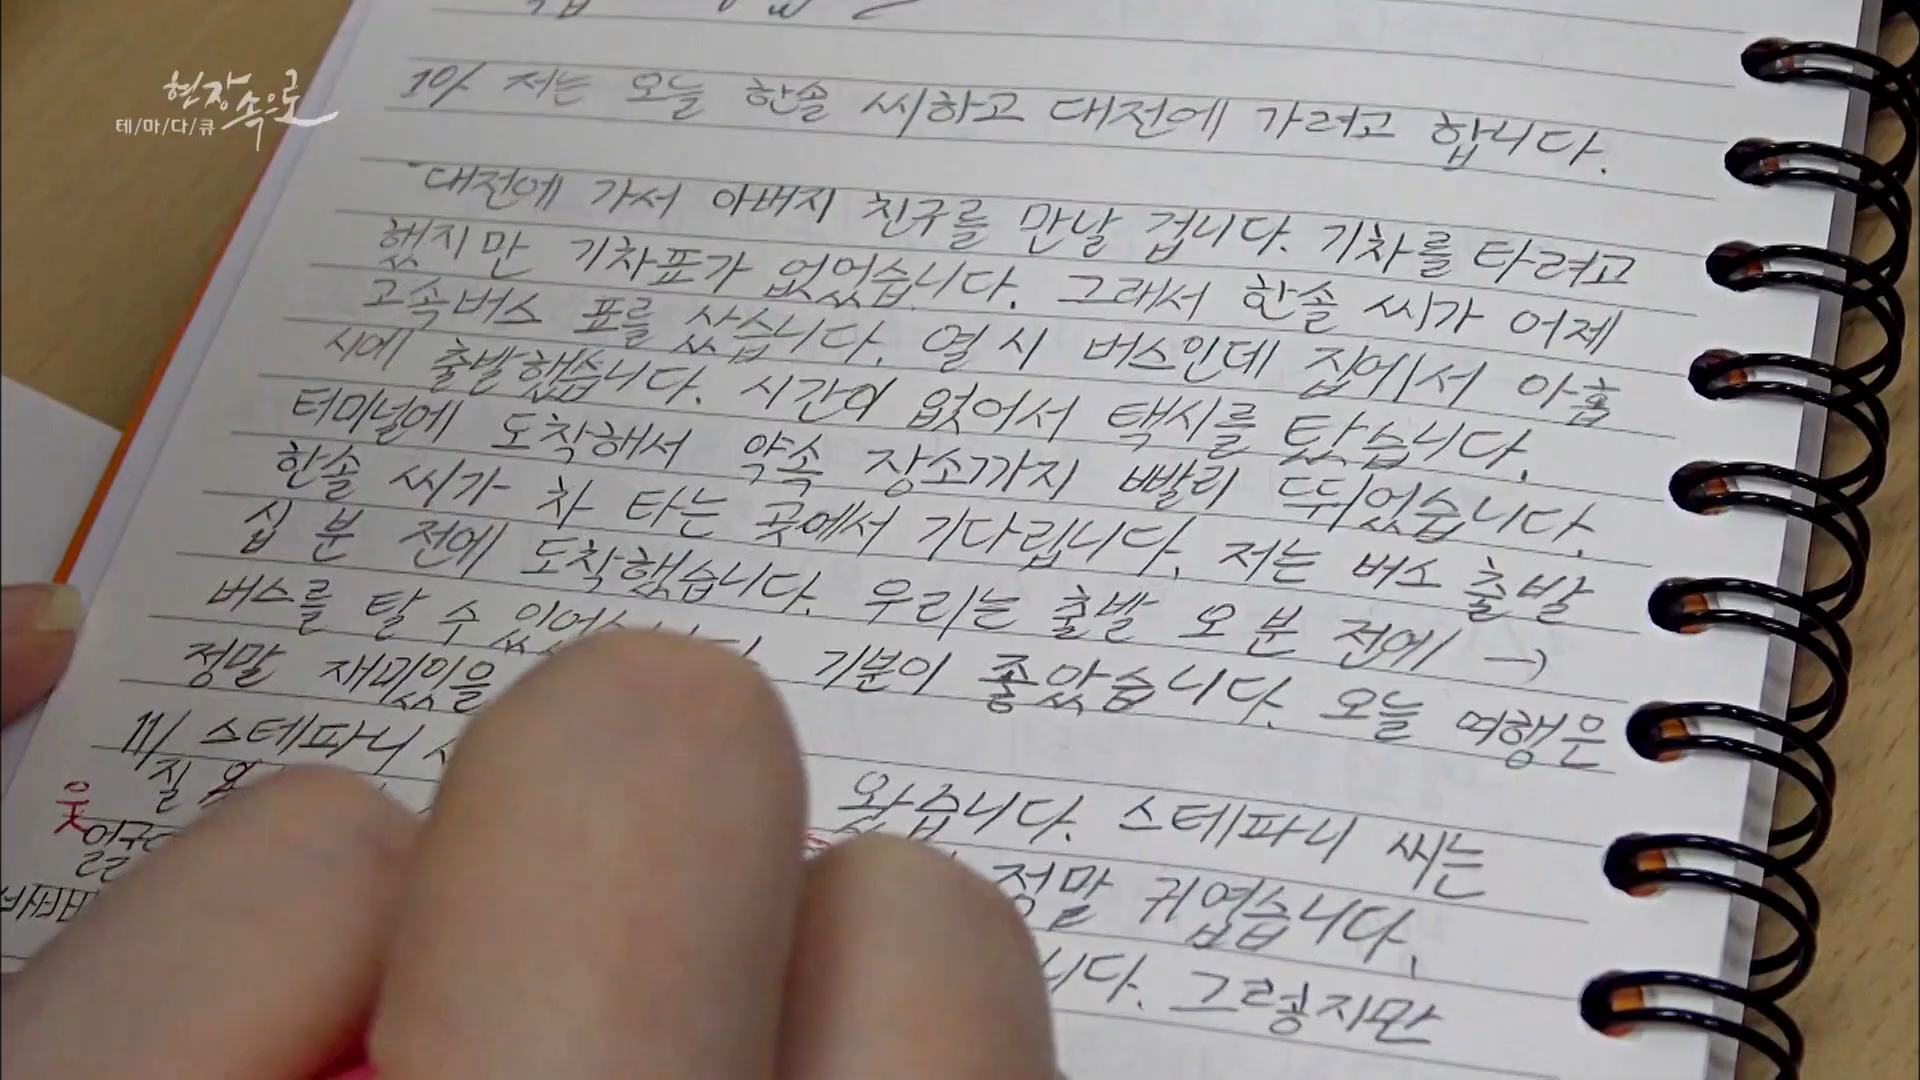 현장속으로
테/마/다/큐
10/ 저는 오늘 한솔 씨하고 대전에 가려고 합니다.
대전에 가서 아버지 친구를 만날 겁니다. 기차를 타려고
했지만 기차표가 없었습니다. 그래서 한솔 씨가 어제
고속버스 표를 샀습니다. 열 시 버스인데 집에서 아홉
시에 출발했습니다. 시간이 없어서 택시를 탔습니다.
터미널에 도착해서 약속 장소까지 빨리 뛰었습니다.
한솔 씨가 차 타는 곳에서 기다립니다. 저는 버스 출발
십 분 전에 도착했습니다. 우리는 출발 오 분 전에 →
버스를 탈 수 기분이 좋았습니다. 오늘 여행은
정말 재미있을
11/ 스테파니 왔습니다. 스테파니 씨는
정말 귀엽습니다.
그렇지만